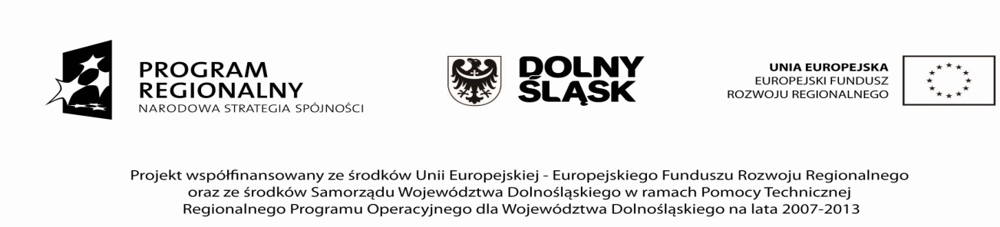 PROGRAM
REGIONALNY
NARODOWA STRATEGIA SPÓJNOŚCI
DOLNY
ŚLĄSK
UNIA EUROPEJSKA
EUROPEJSKI FUNDUSZ
ROZWOJU REGIONALNEGO
Projekt współfinansowany ze środków Unii Europejskiej - Europejskiego Funduszu Rozwoju Regionalnego
oraz ze środków Samorządu Województwa Dolnośląskiego w ramach Pomocy Technicznej
Regionalnego Programu Operacyjnego dla Województwa Dolnośląskiego na lata 2007-2013